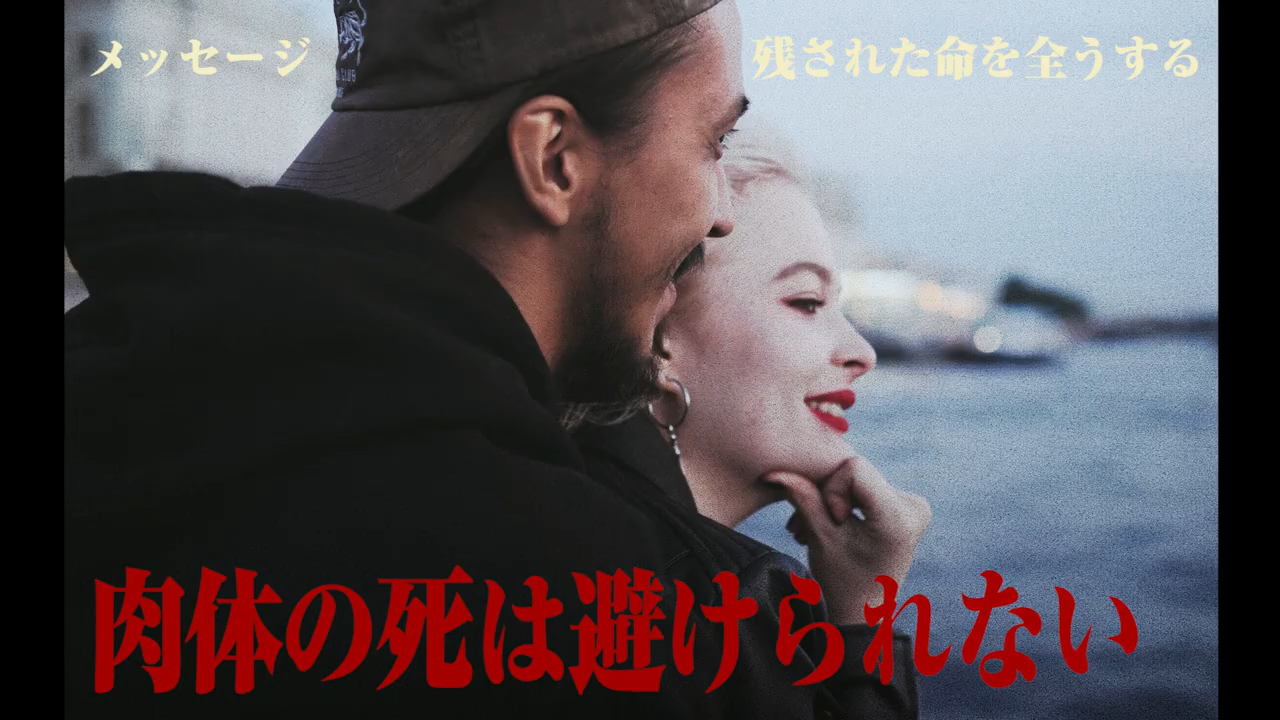 メッセージ
残された命を全うする
肉体の死は避けられない